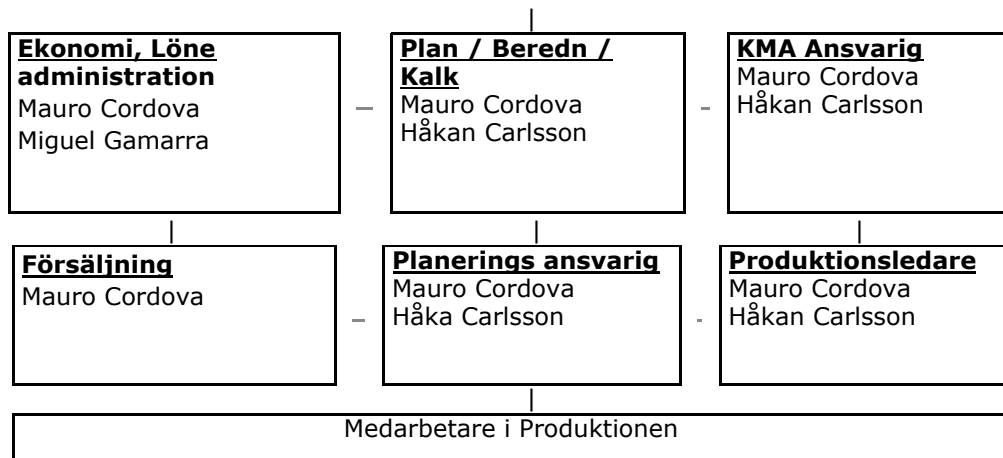 Ekonomi, Löne
administration
Mauro Cordova
Miguel Gamarra
Plan / Beredn /
Kalk
Mauro Cordova
Håkan Carlsson
KMA Ansvarig
Mauro Cordova
Håkan Carlsson
Försäljning
Mauro Cordova
Planerings ansvarig
Mauro Cordova
Håka Carlsson
Produktionsledare
Mauro Cordova
Håkan Carlsson
Medarbetare i Produktionen